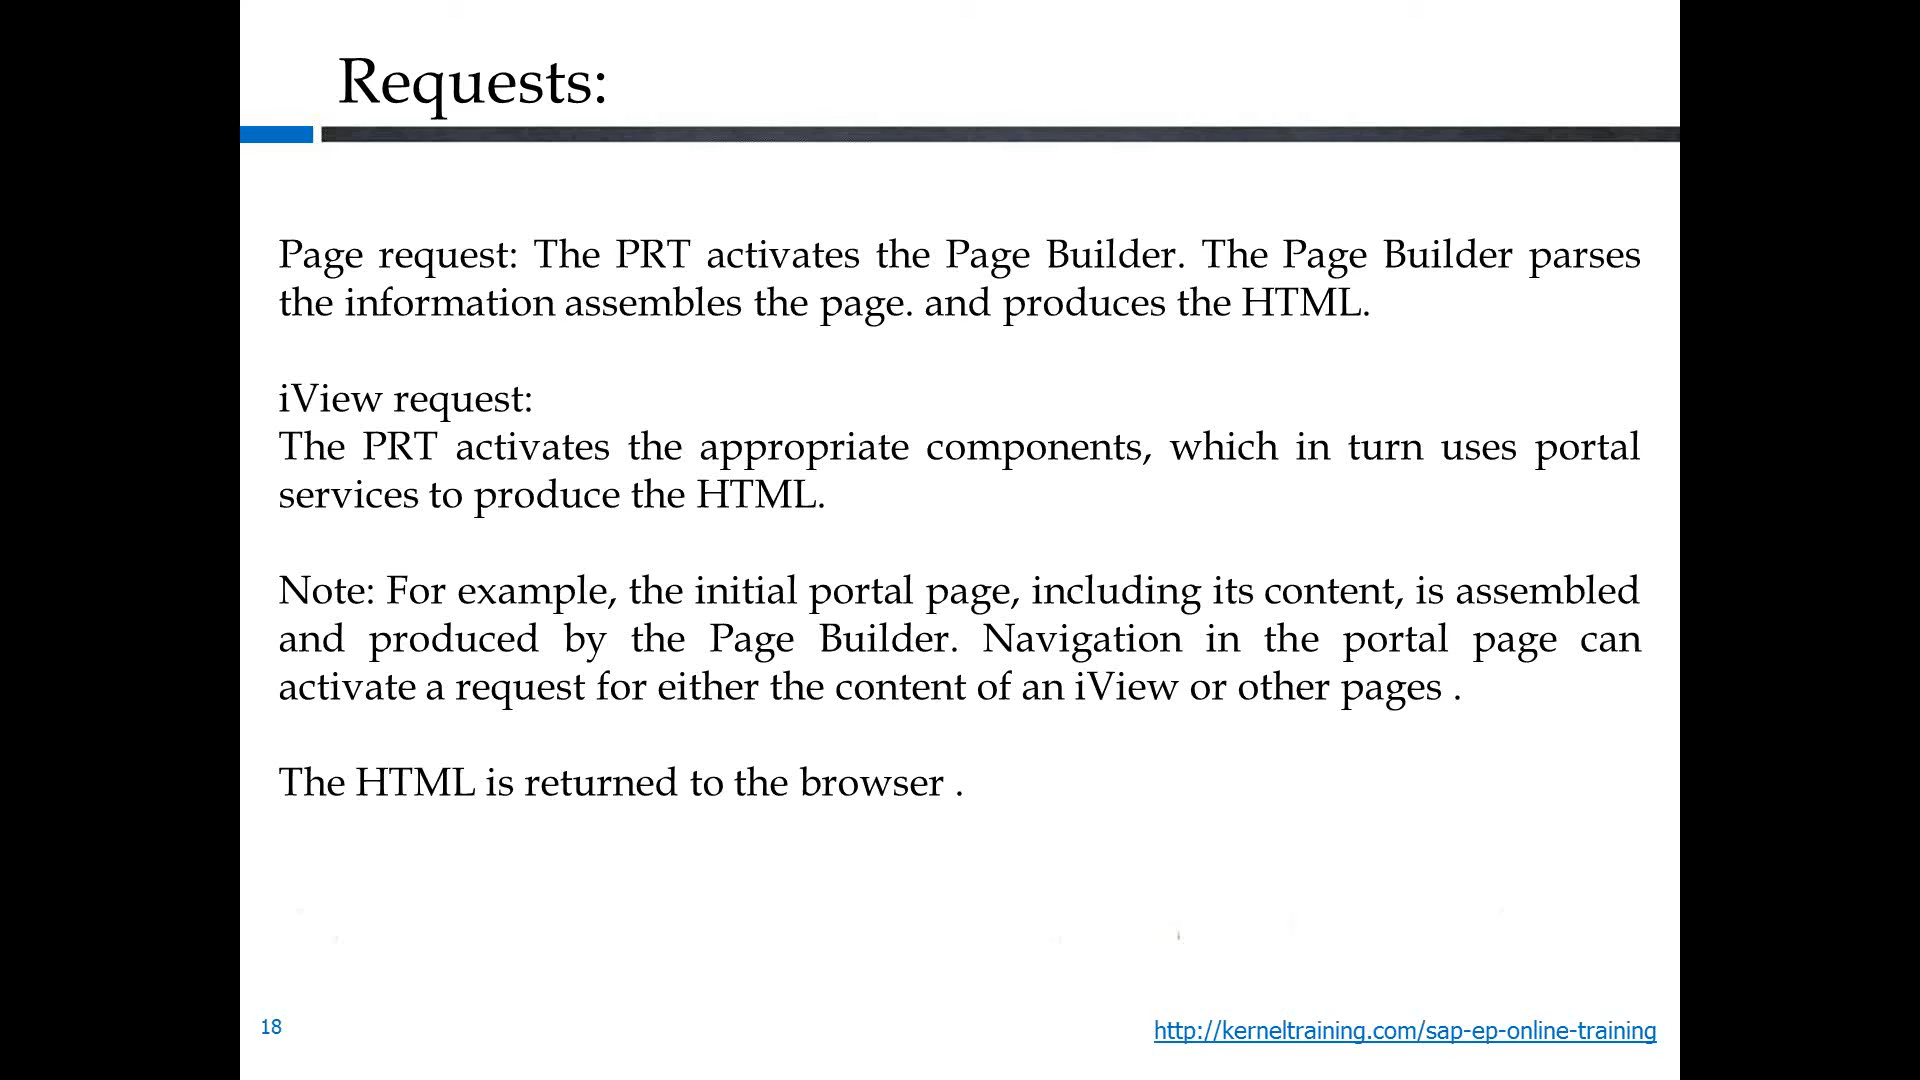 Requests:
Page request: The PRT activates the Page Builder. The Page Builder parses
the information assembles the page. and produces the HTML.
iView request:
The PRT activates the appropriate components, which in turn uses portal
services to produce the HTML.
Note: For example, the initial portal page, including its content, is assembled
and produced by the Page Builder. Navigation in the portal page can
activate a request for either the content of an iView or other pages .
The HTML is returned to the browser .
18
http://kerneltraining.com/sap-ep-online-training